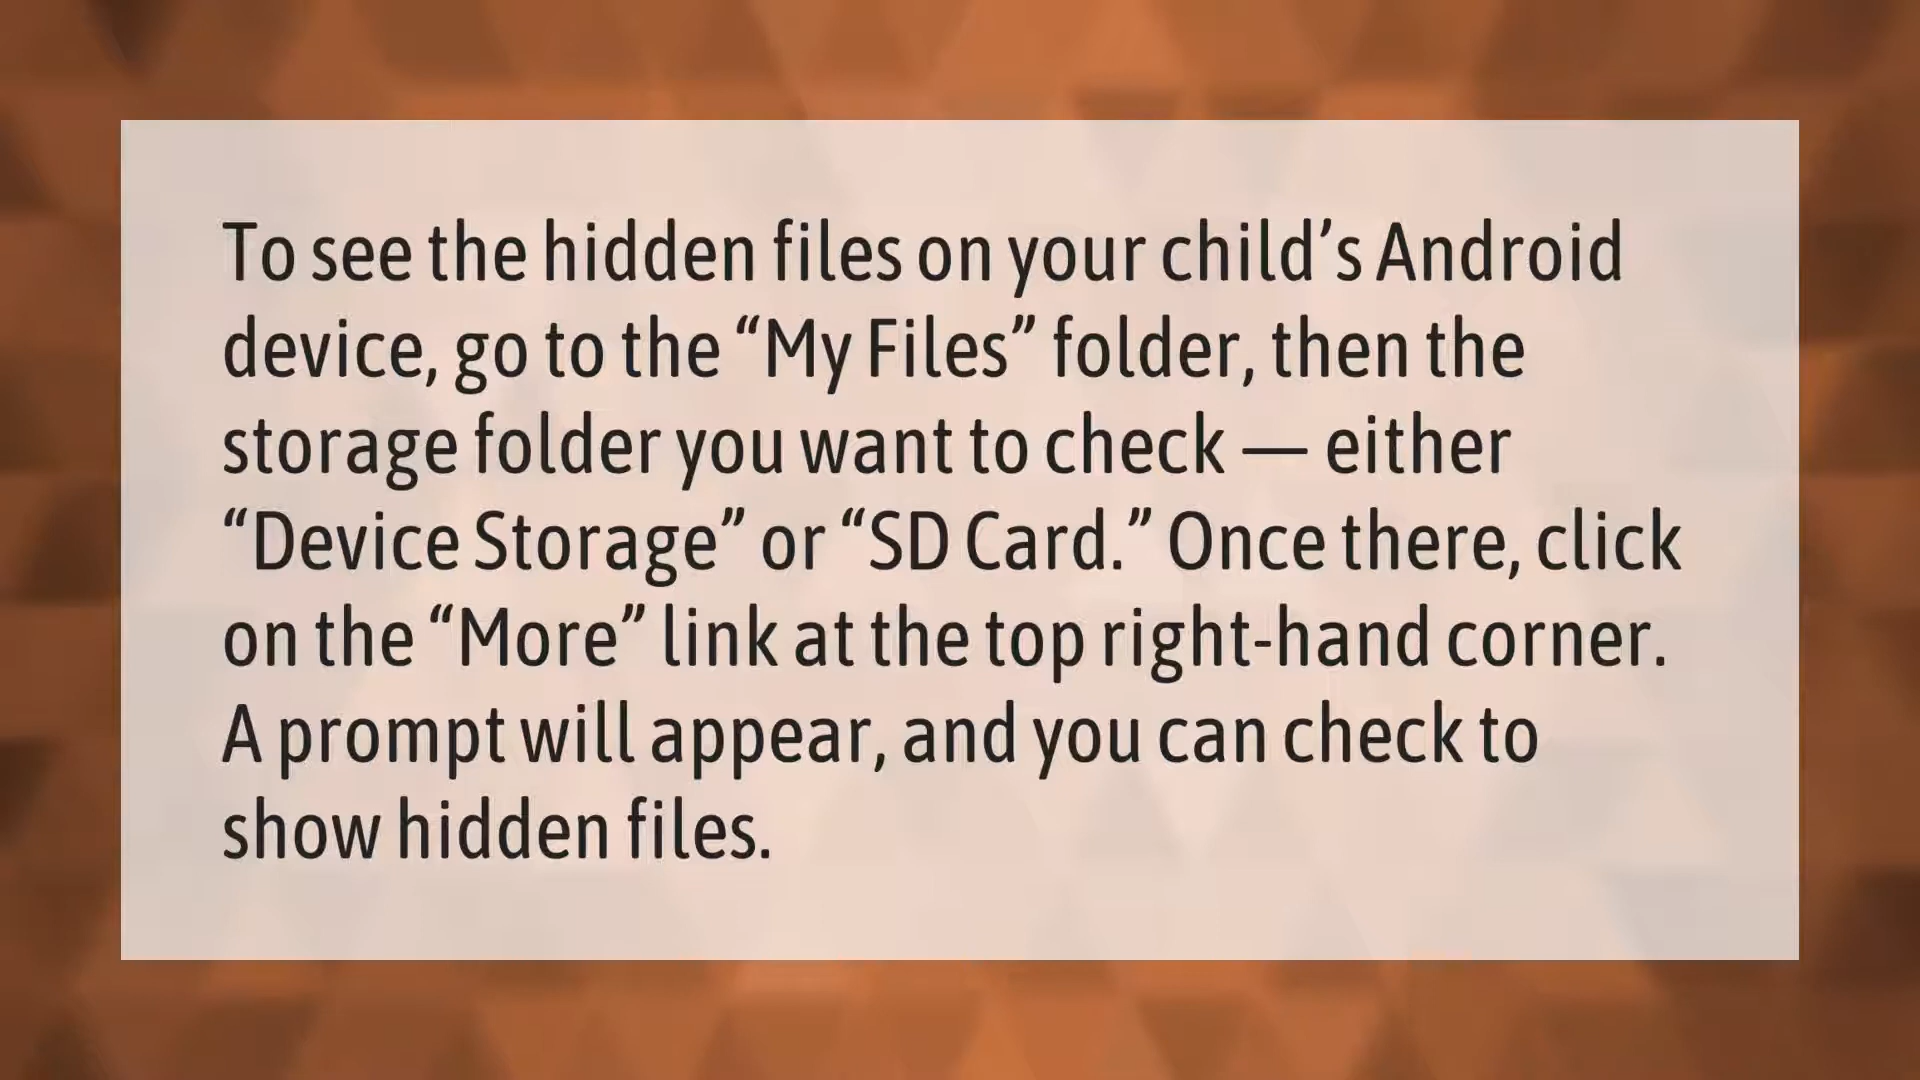 To see the hidden files on your child’s Android
device, go to the “My Files” folder, then the
storage folder you want to check — either
“Device Storage” or “SD Card.” Once there, click
on the “More” link at the top right-hand corner.
A prompt will appear, and you can check to
show hidden files.